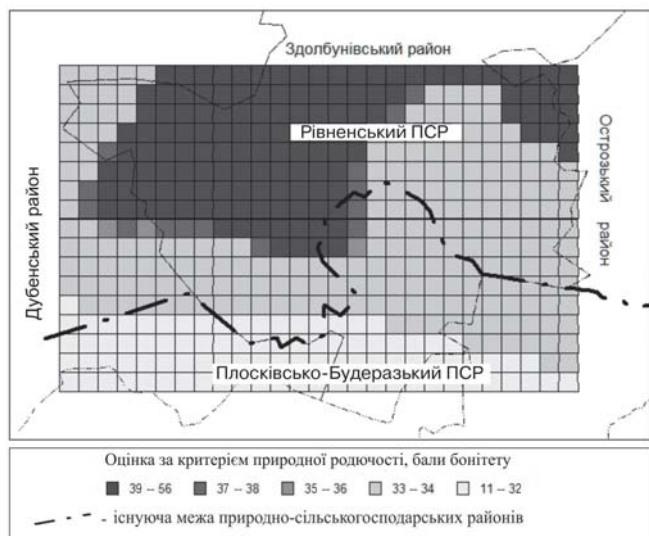 Здолбунівський район
Рівненський ПСР
Острозький район
Дубенський район
Плосківсько-Будеразький ПСР
Оцінка за критерієм природної родючості, бали бонітету
39 -- 56 37 -- 38 35 -- 36 33 -- 34 11 -- 32
існуюча межа природно-сільськогосподарських районів